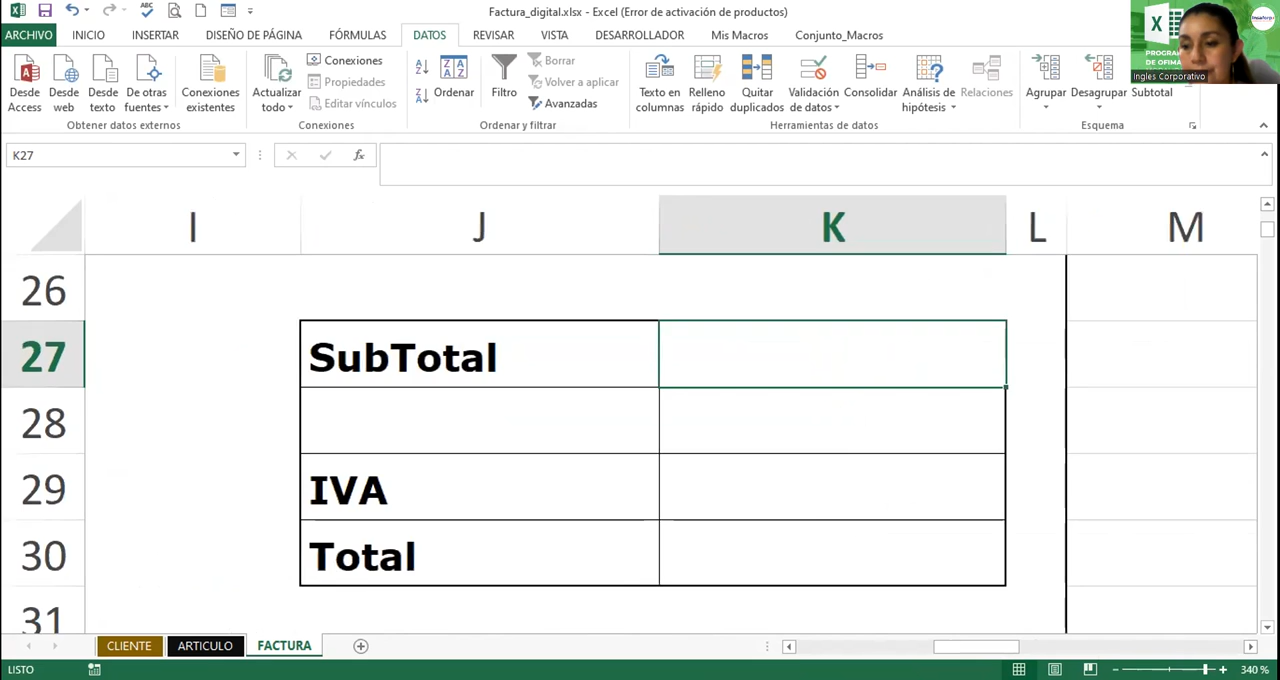 Factura_digital.xlsx - Excel (Error de activación de productos)
ARCHIVO INICIO INSERTAR DISEÑO DE PÁGINA FÓRMULAS DATOS REVISAR VISTA DESARROLLADOR Mis Macros Conjunto_Macros
Desde Access
Desde web
Desde texto
De otras fuentes
Conexiones existentes
Obtener datos externos
Actualizar todo
Conexiones
Propiedades
Editar vínculos
Conexiones
Ordenar
Filtro
Borrar
Volver a aplicar
Avanzadas
Ordenar y filtrar
Texto en columnas
Relleno rápido
Quitar duplicados
Validación de datos
Consolidar
Análisis de hipótesis
Relaciones
Herramientas de datos
Agrupar
Desagrupar
Subtotal
Esquema
PROGRA
DE OFIMA
Ingles Corporativo
K27
fx
I J K L M
26
27 SubTotal
28
29 IVA
30 Total
31
CLIENTE ARTICULO FACTURA
LISTO
340 %